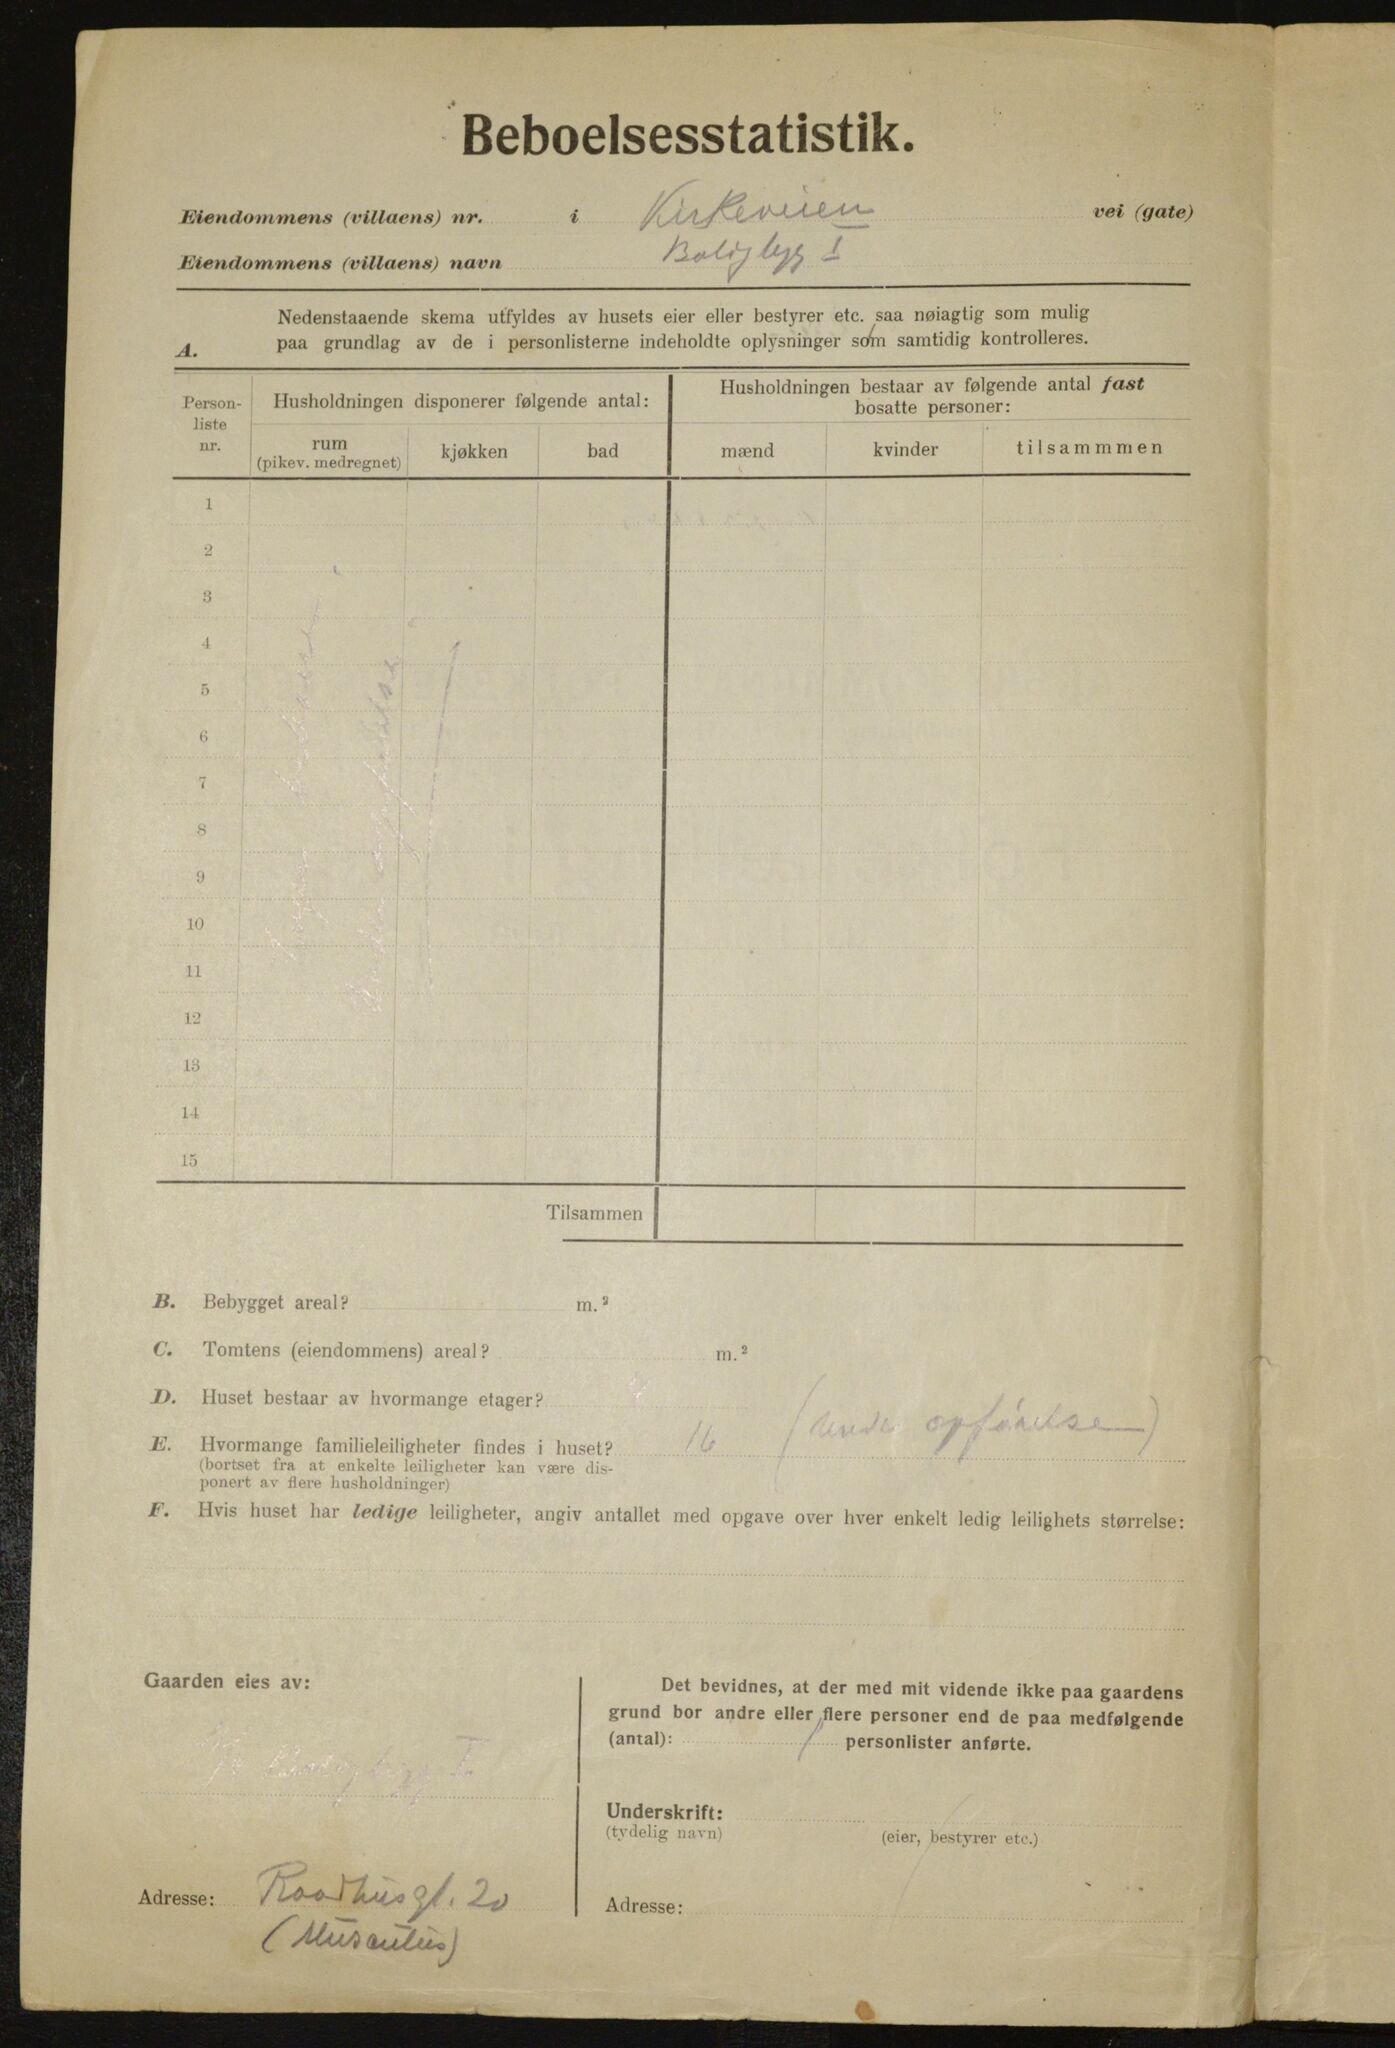 Beboelsesstatistik.
Eiendommens (villaens) nr. i Kirkeveien vei (gate)
Eiendommens (villaens) navn Boligbygg I
A. Nedenstaaende skema utfyldes av husets eier eller bestyrer etc. saa nøiagtig som mulig
paa grundlag av de i personlisterne indeholdte oplysninger som samtidig kontrolleres.
Person-
liste
nr.
Husholdningen disponerer følgende antal:
Husholdningen bestaar av følgende antal fast
bosatte personer:
rum
(pikev. medregnet)
kjøkken
bad
mænd
kvinder
tilsammmen
1
2
3
4
5
6
7
8
9
10
11
12
13
14
15
under opførelse
Tilsammen
B. Bebygget areal? m.²
C. Tomtens (eiendommens) areal? m.²
D. Huset bestaar av hvormange etager?
E. Hvormange familieleiligheter findes i huset? 16 (Under opførelse)
(bortset fra at enkelte leiligheter kan være dis-
ponert av flere husholdninger)
F. Hvis huset har ledige leiligheter, angiv antallet med opgave over hver enkelt ledig leilighets størrelse:
Gaarden eies av:
Boligbygg I
Adresse: Raadhusgt. 20
(Musculus)
Det bevidnes, at der med mit vidende ikke paa gaardens
grund bor andre eller flere personer end de paa medfølgende
(antal): personlister anførte.
Underskrift:
(tydelig navn) (eier, bestyrer etc.)
Adresse: